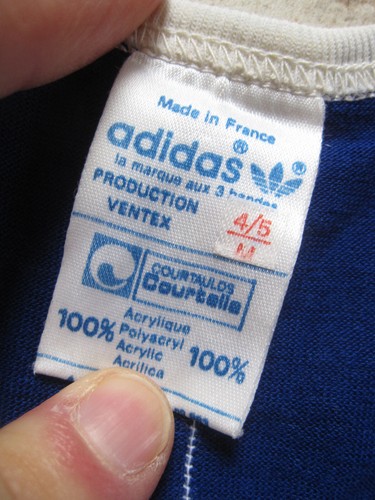 Made in France
adidas®
la marque aux 3 bandes
®
PRODUCTION
VENTEX
4/5
M
COURTAULDS
Courtelle
100% 100%
Acrylique
Polyacryl
Acrylic
Acrilica